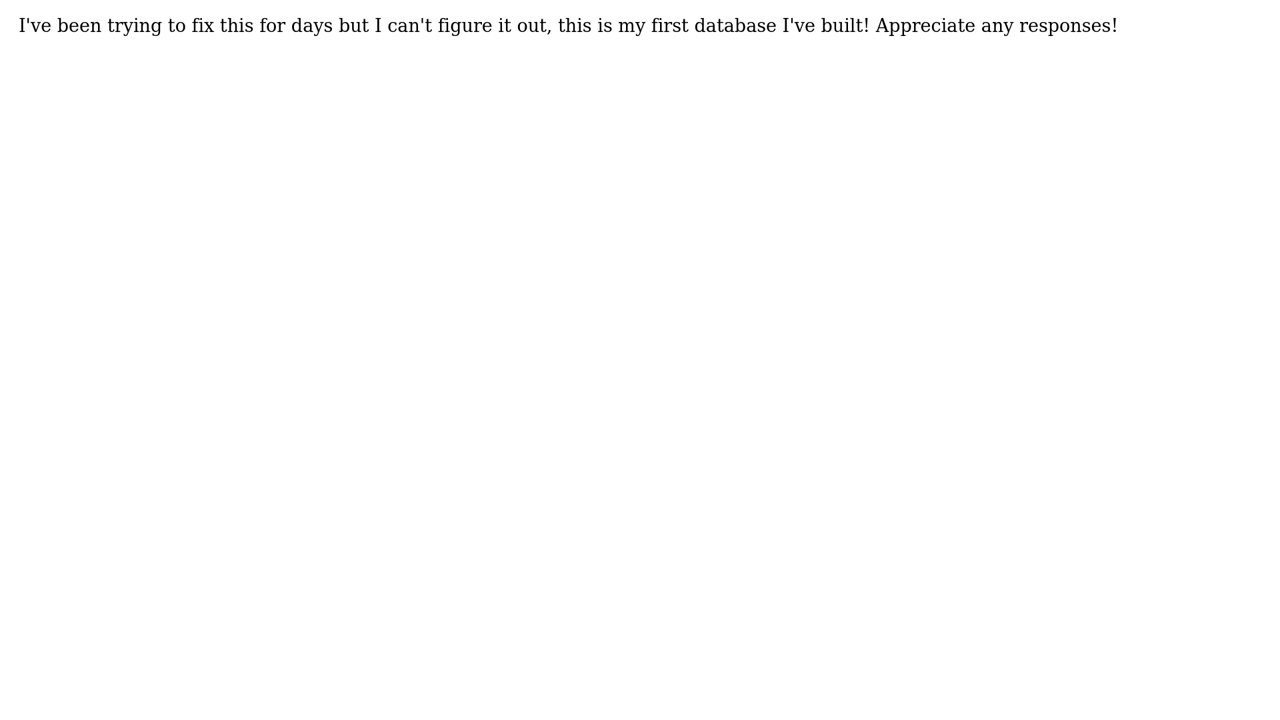 I've been trying to fix this for days but I can't figure it out, this is my first database I've built! Appreciate any responses!